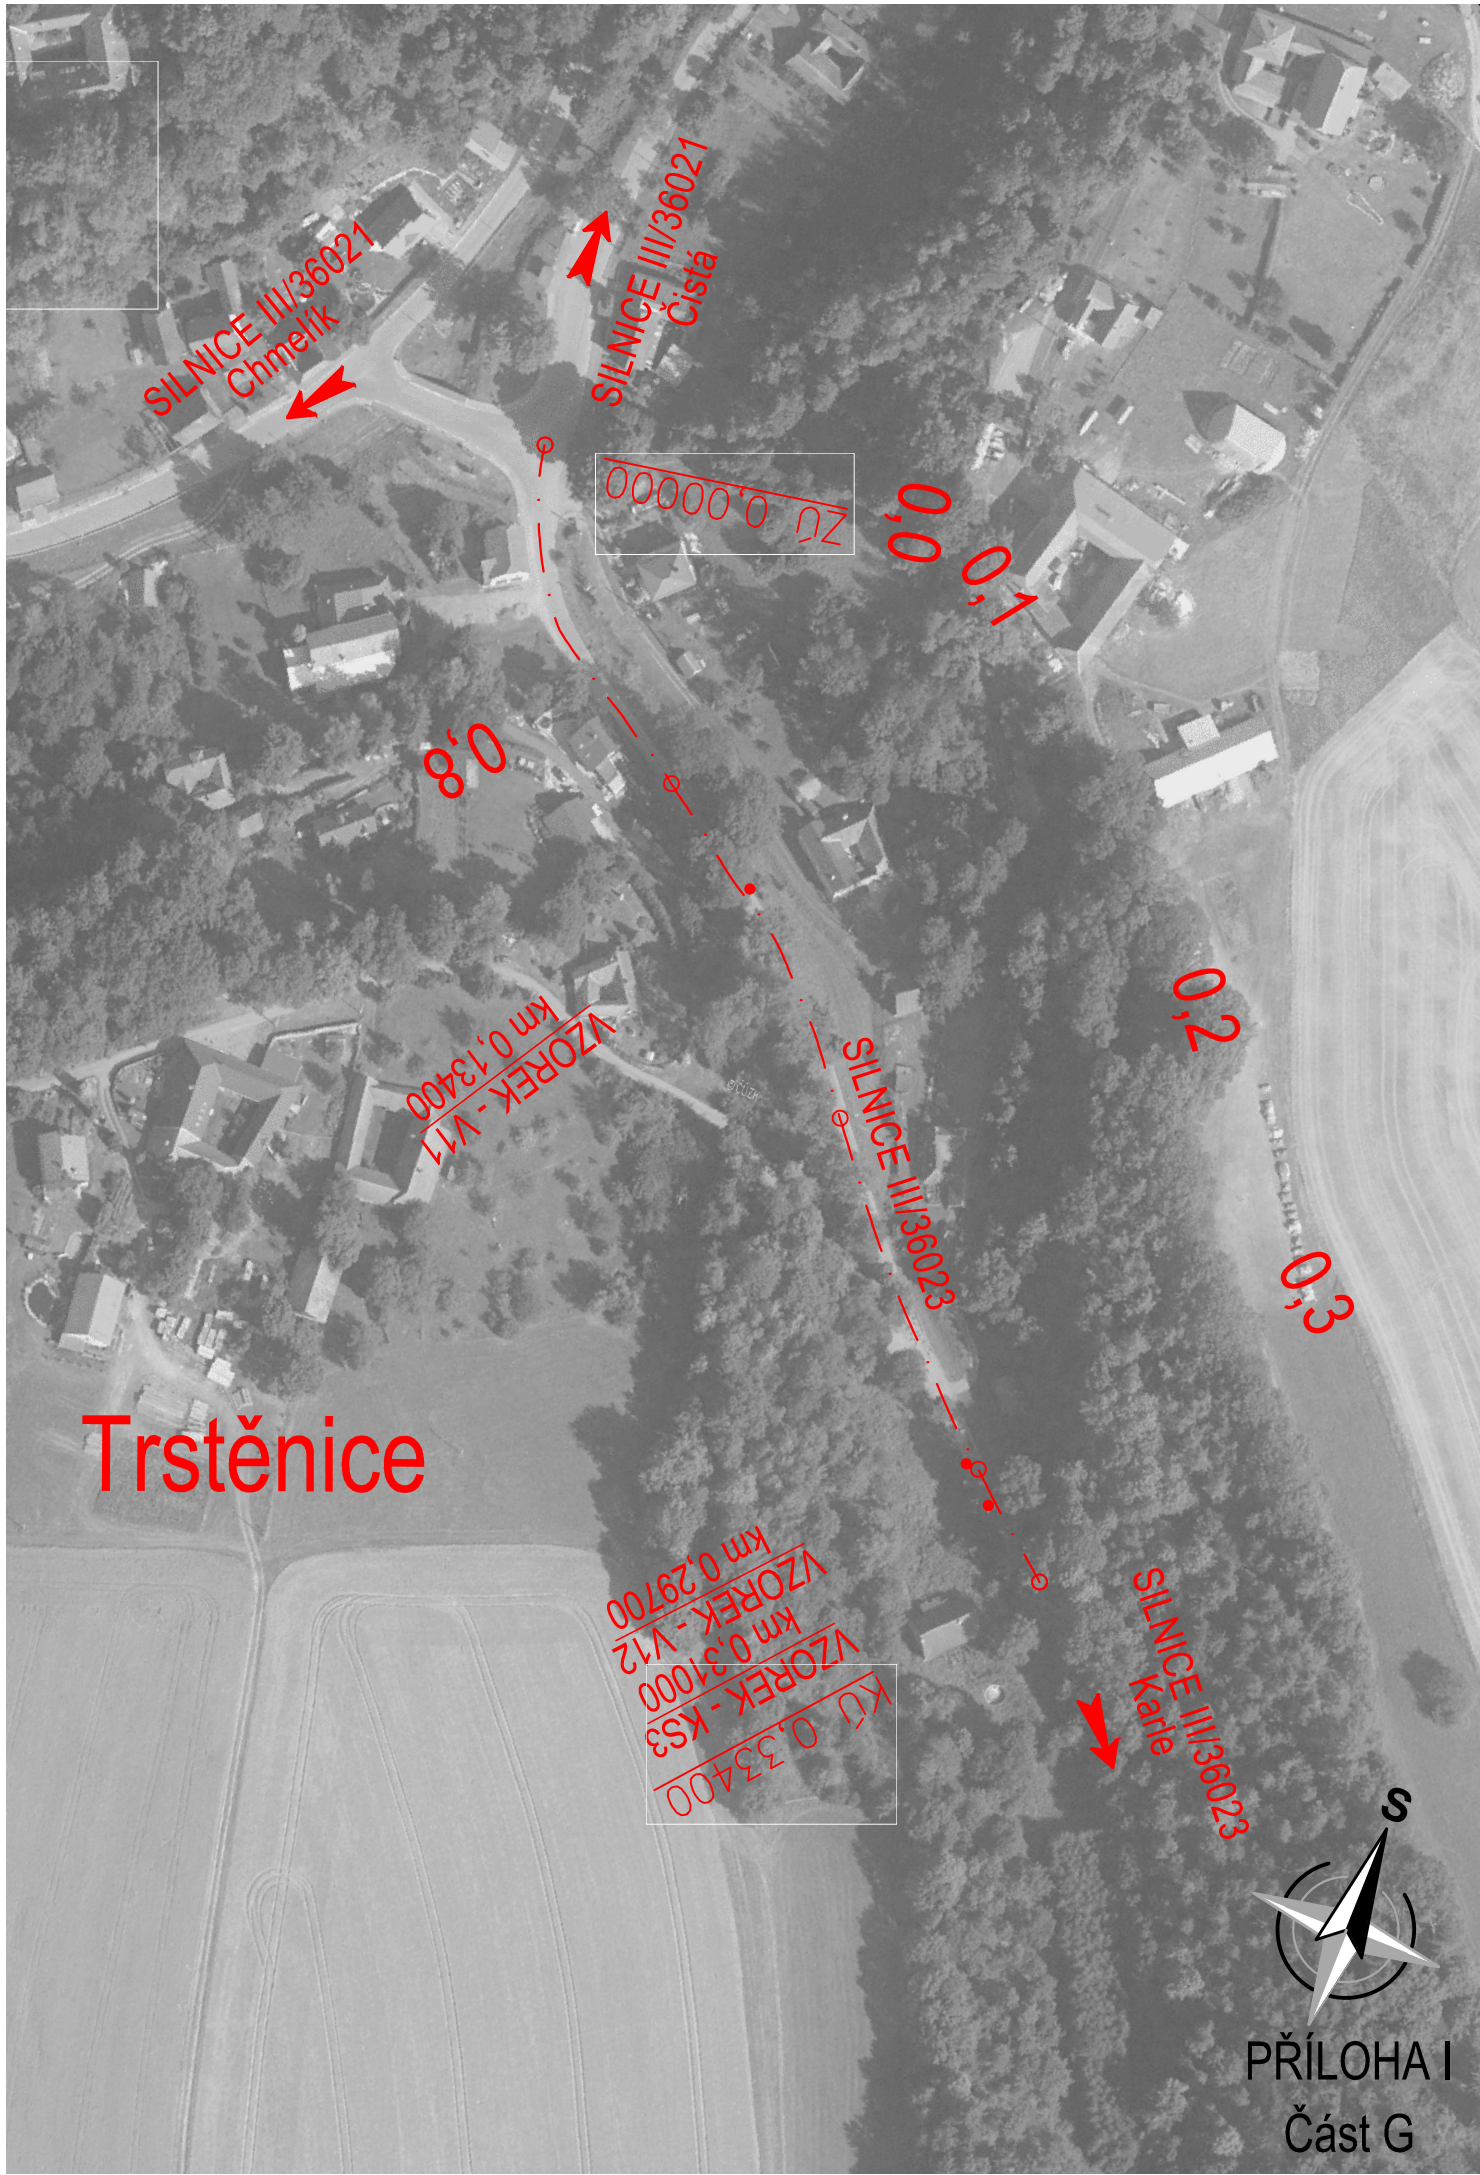 SILNICE III/36021
Chmelík
SILNICE III/36021
Čistá
ZÚ 0,00000
0,0
0,1
0,8
0,2
VZOREK - V11
km 0,13400
©ČÚZK
SILNICE III/36023
0,3
Trstěnice
VZOREK - V12
km 0,29700
VZOREK - KS3
km 0,31000
KÚ 0,33400
SILNICE III/36023
Karle
S
PŘÍLOHA I
Část G